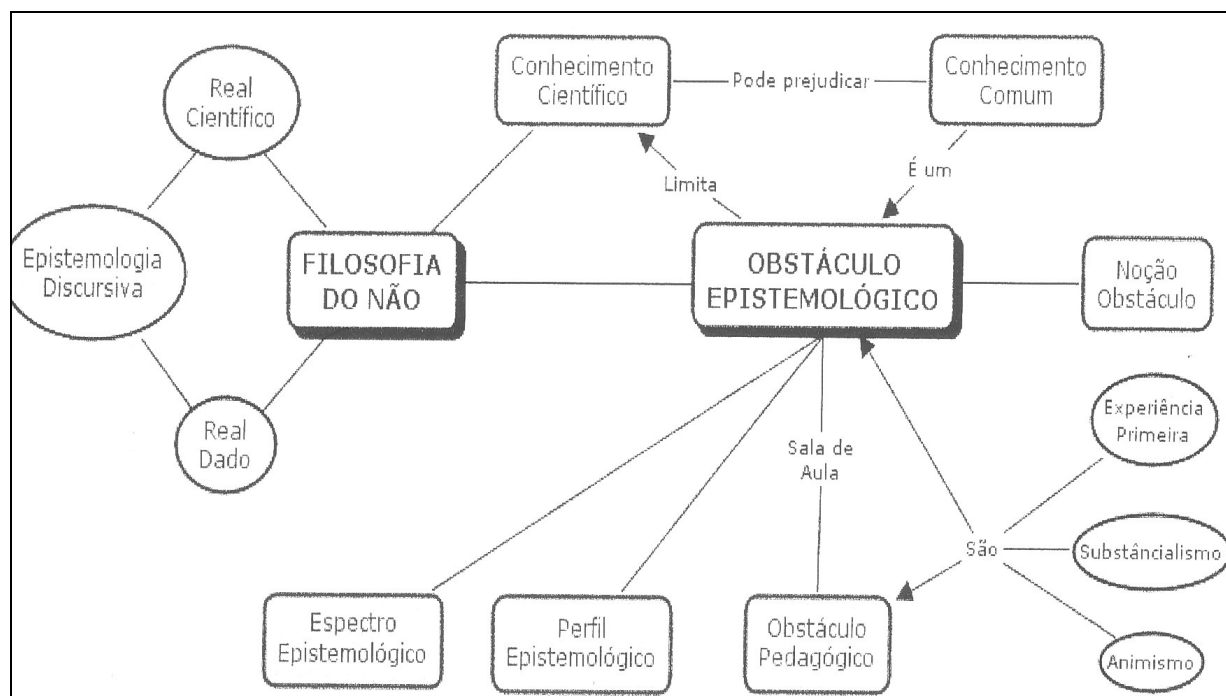 Real
Científico
Conhecimento
Científico
Pode prejudicar
Conhecimento
Comum
Limita
É um
Epistemologia
Discursiva
FILOSOFIA
DO NÃO
OBSTÁCULO
EPISTEMOLÓGICO
Noção
Obstáculo
Real
Dado
Sala de
Aula
Experiência
Primeira
São
Substâncialismo
Espectro
Epistemológico
Perfil
Epistemológico
Obstáculo
Pedagógico
Animismo